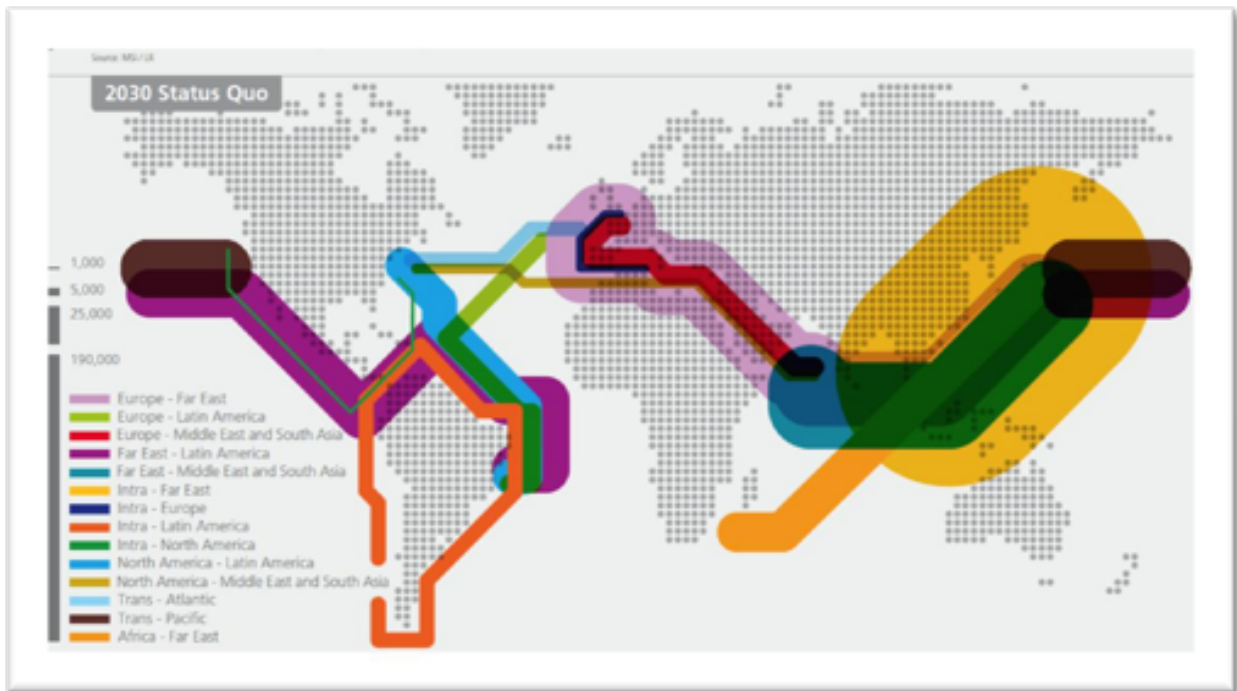 Source: MSI / LR
2030 Status Quo
1,000
5,000
25,000
190,000
Europe - Far East
Europe - Latin America
Europe - Middle East and South Asia
Far East - Latin America
Far East - Middle East and South Asia
Intra - Far East
Intra - Europe
Intra - Latin America
Intra - North America
North America - Latin America
North America - Middle East and South Asia
Trans - Atlantic
Trans - Pacific
Africa - Far East